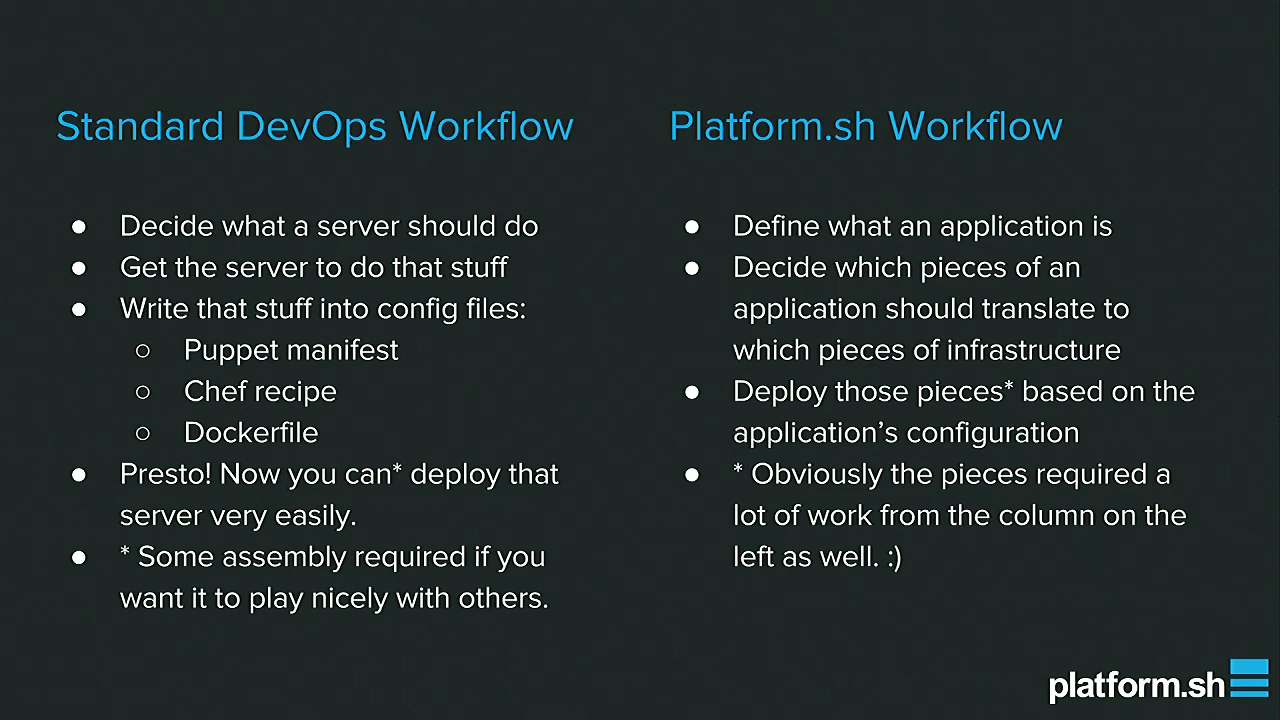 Standard DevOps Workflow
● Decide what a server should do
● Get the server to do that stuff
● Write that stuff into config files:
○ Puppet manifest
○ Chef recipe
○ Dockerfile
● Presto! Now you can* deploy that
server very easily.
● * Some assembly required if you
want it to play nicely with others.
Platform.sh Workflow
● Define what an application is
● Decide which pieces of an
application should translate to
which pieces of infrastructure
● Deploy those pieces* based on the
application’s configuration
● * Obviously the pieces required a
lot of work from the column on the
left as well. :)
platform.sh